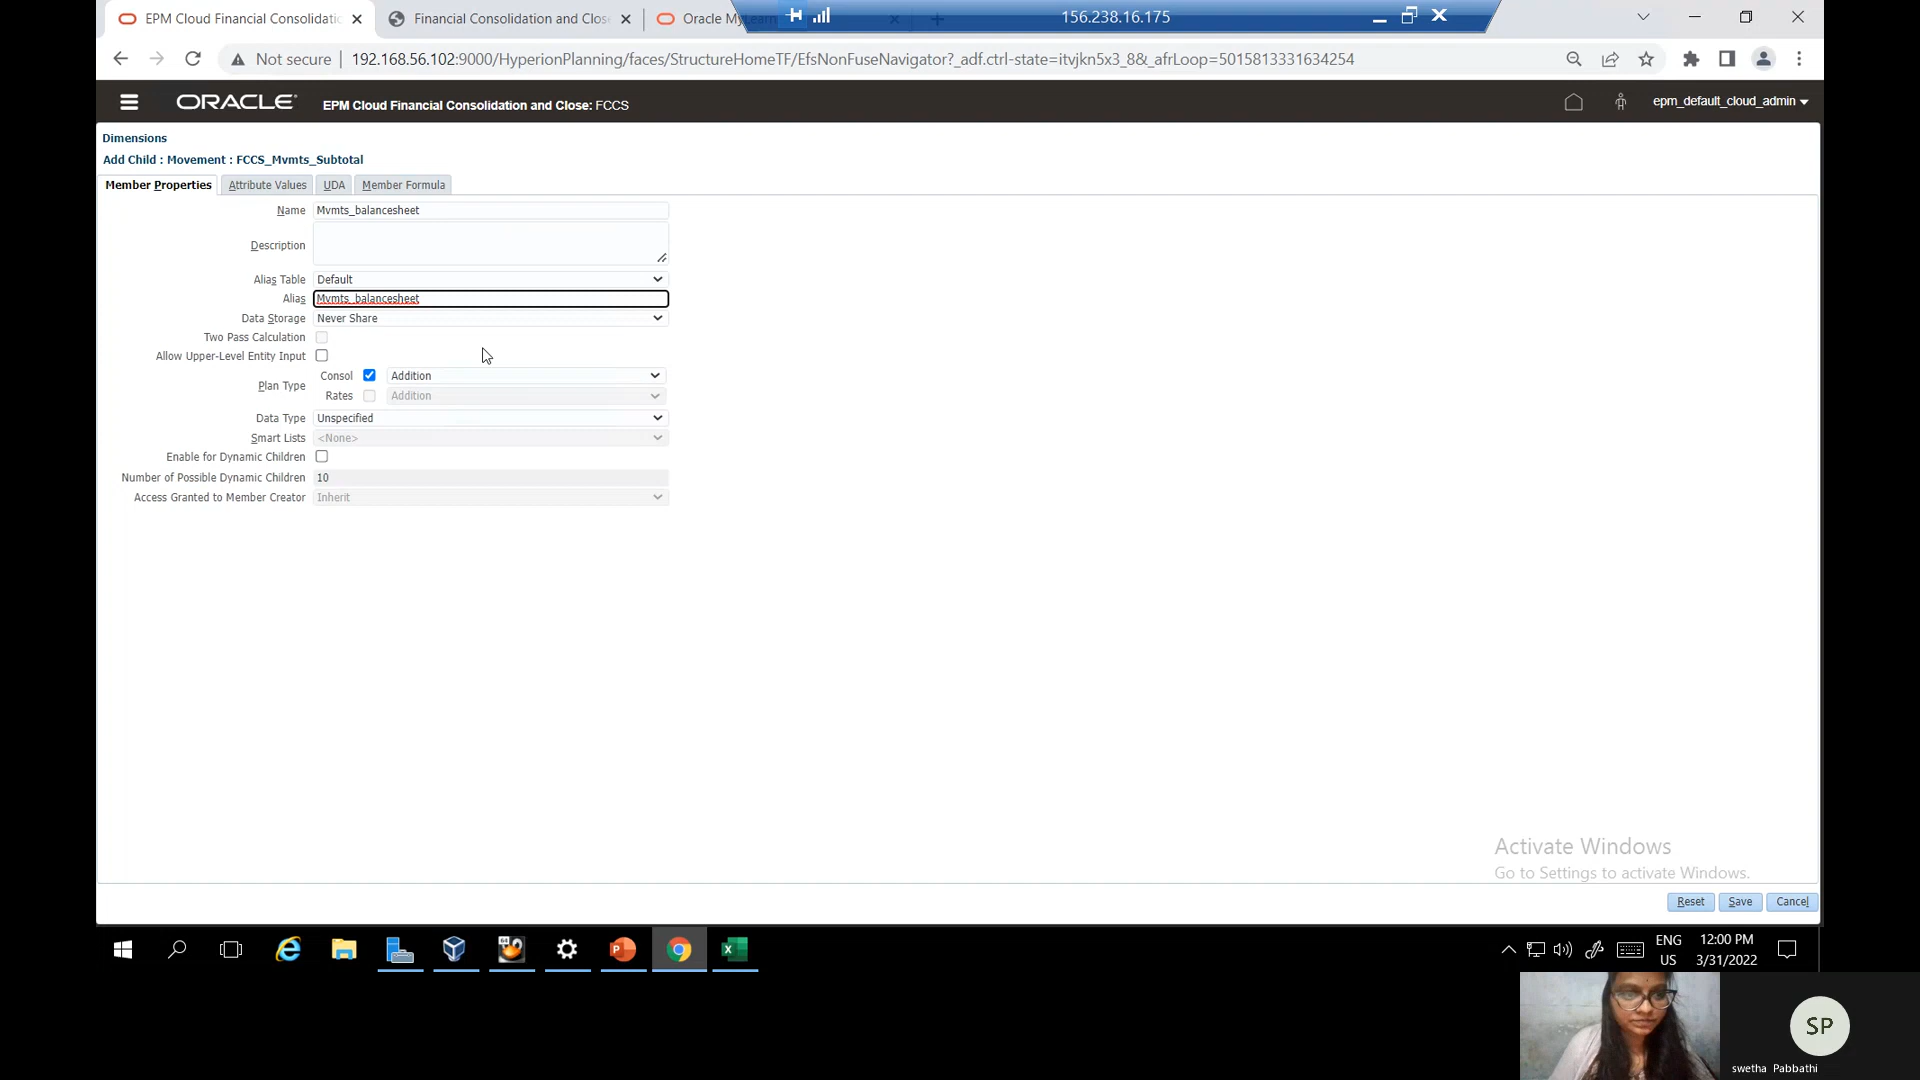 EPM Cloud Financial Consolidatio
Financial Consolidation and Clos
Oracle MyLearn
156.238.16.175
Not secure
192.168.56.102:9000/HyperionPlanning/faces/StructureHomeTF/EfsNonFuseNavigator?_adf.ctrl-state=itvjkn5x3_8&_afrLoop=5015813331634254
ORACLE
EPM Cloud Financial Consolidation and Close: FCCS
epm_default_cloud_admin
Dimensions
Add Child : Movement : FCCS_Mvmts_Subtotal
Member Properties
Attribute Values
UDA
Member Formula
Name Mvmts_balancesheet
Description
Alias Table Default
Alias Mvmts_balancesheet
Data Storage Never Share
Two Pass Calculation
Allow Upper-Level Entity Input
Plan Type
Consol Addition
Rates Addition
Data Type Unspecified
Smart Lists <None>
Enable for Dynamic Children
Number of Possible Dynamic Children 10
Access Granted to Member Creator Inherit
Activate Windows
Go to Settings to activate Windows.
Reset
Save
Cancel
ENG
US
12:00 PM
3/31/2022
SP
swetha Pabbathi